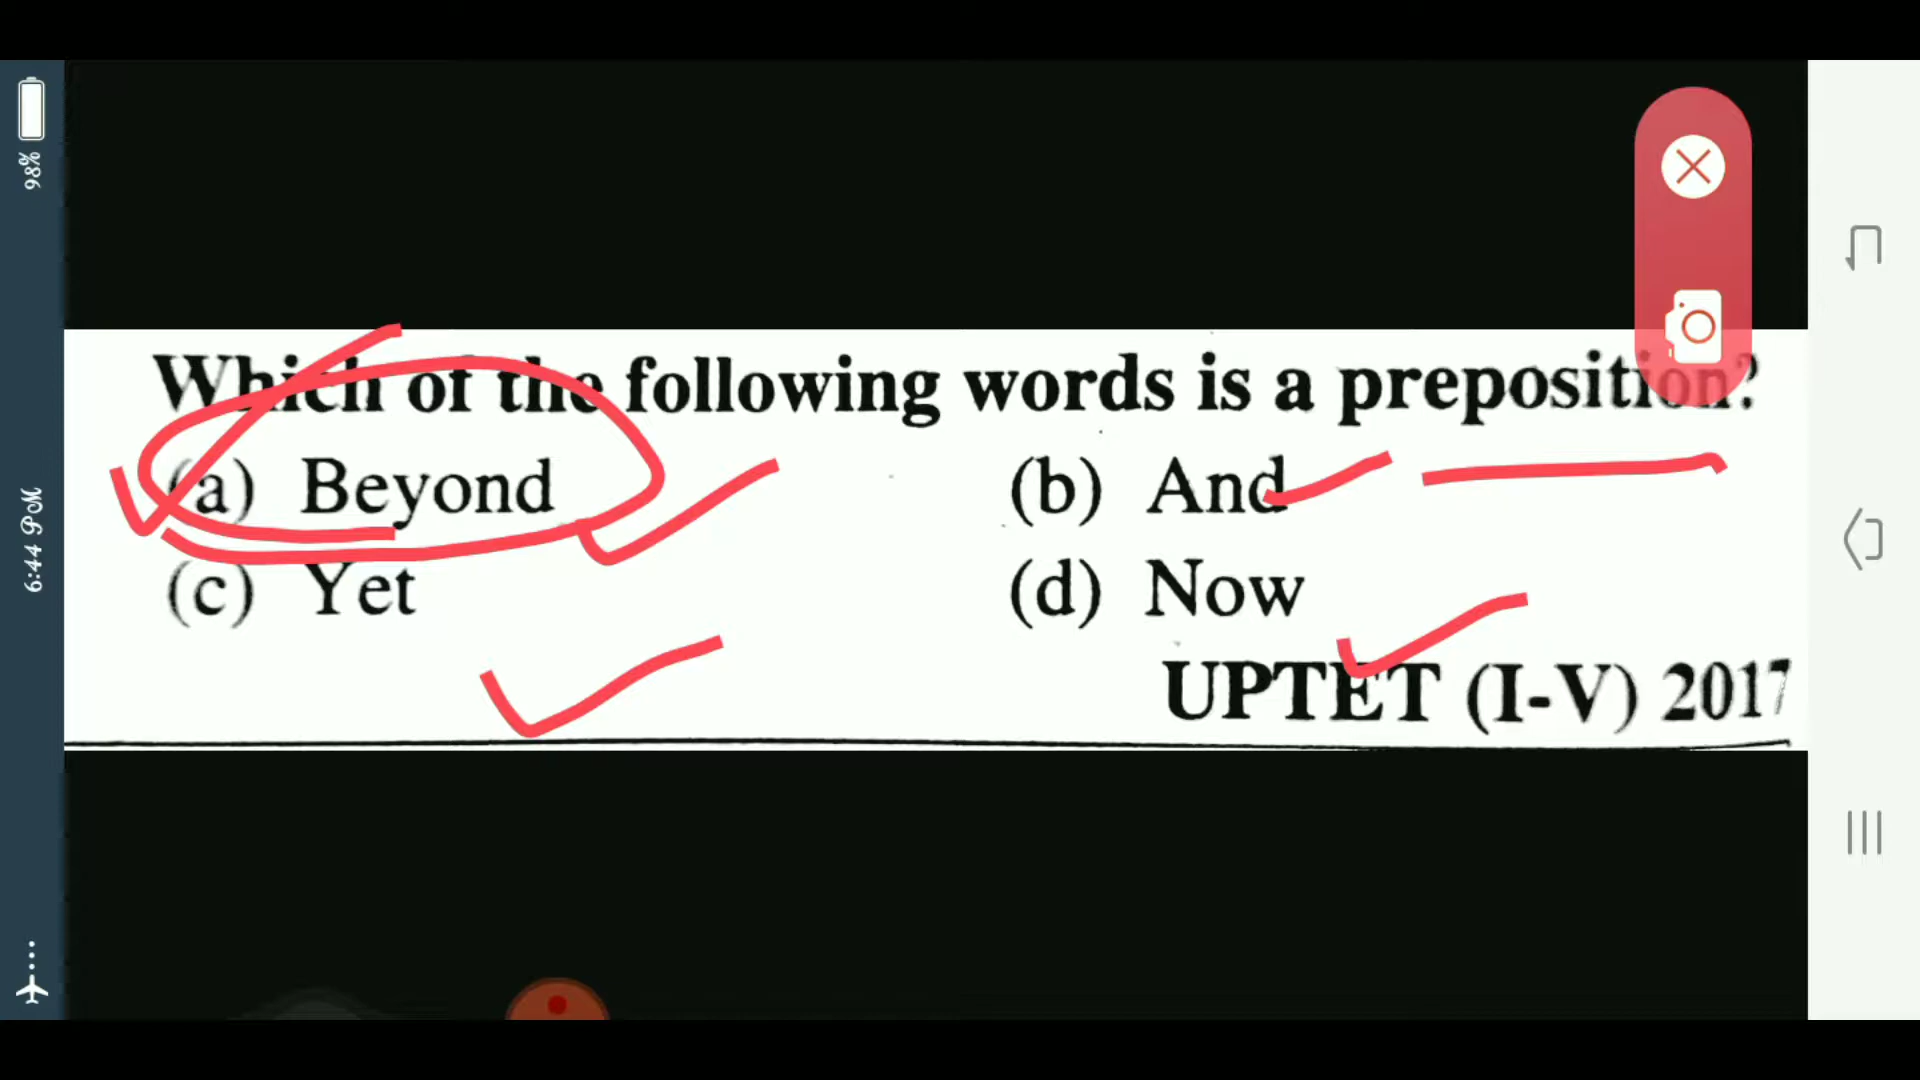 Which of the following words is a preposition?
(a) Beyond (b) And
(c) Yet (d) Now
UPTET (I-V) 2017
98%
6:44 PM